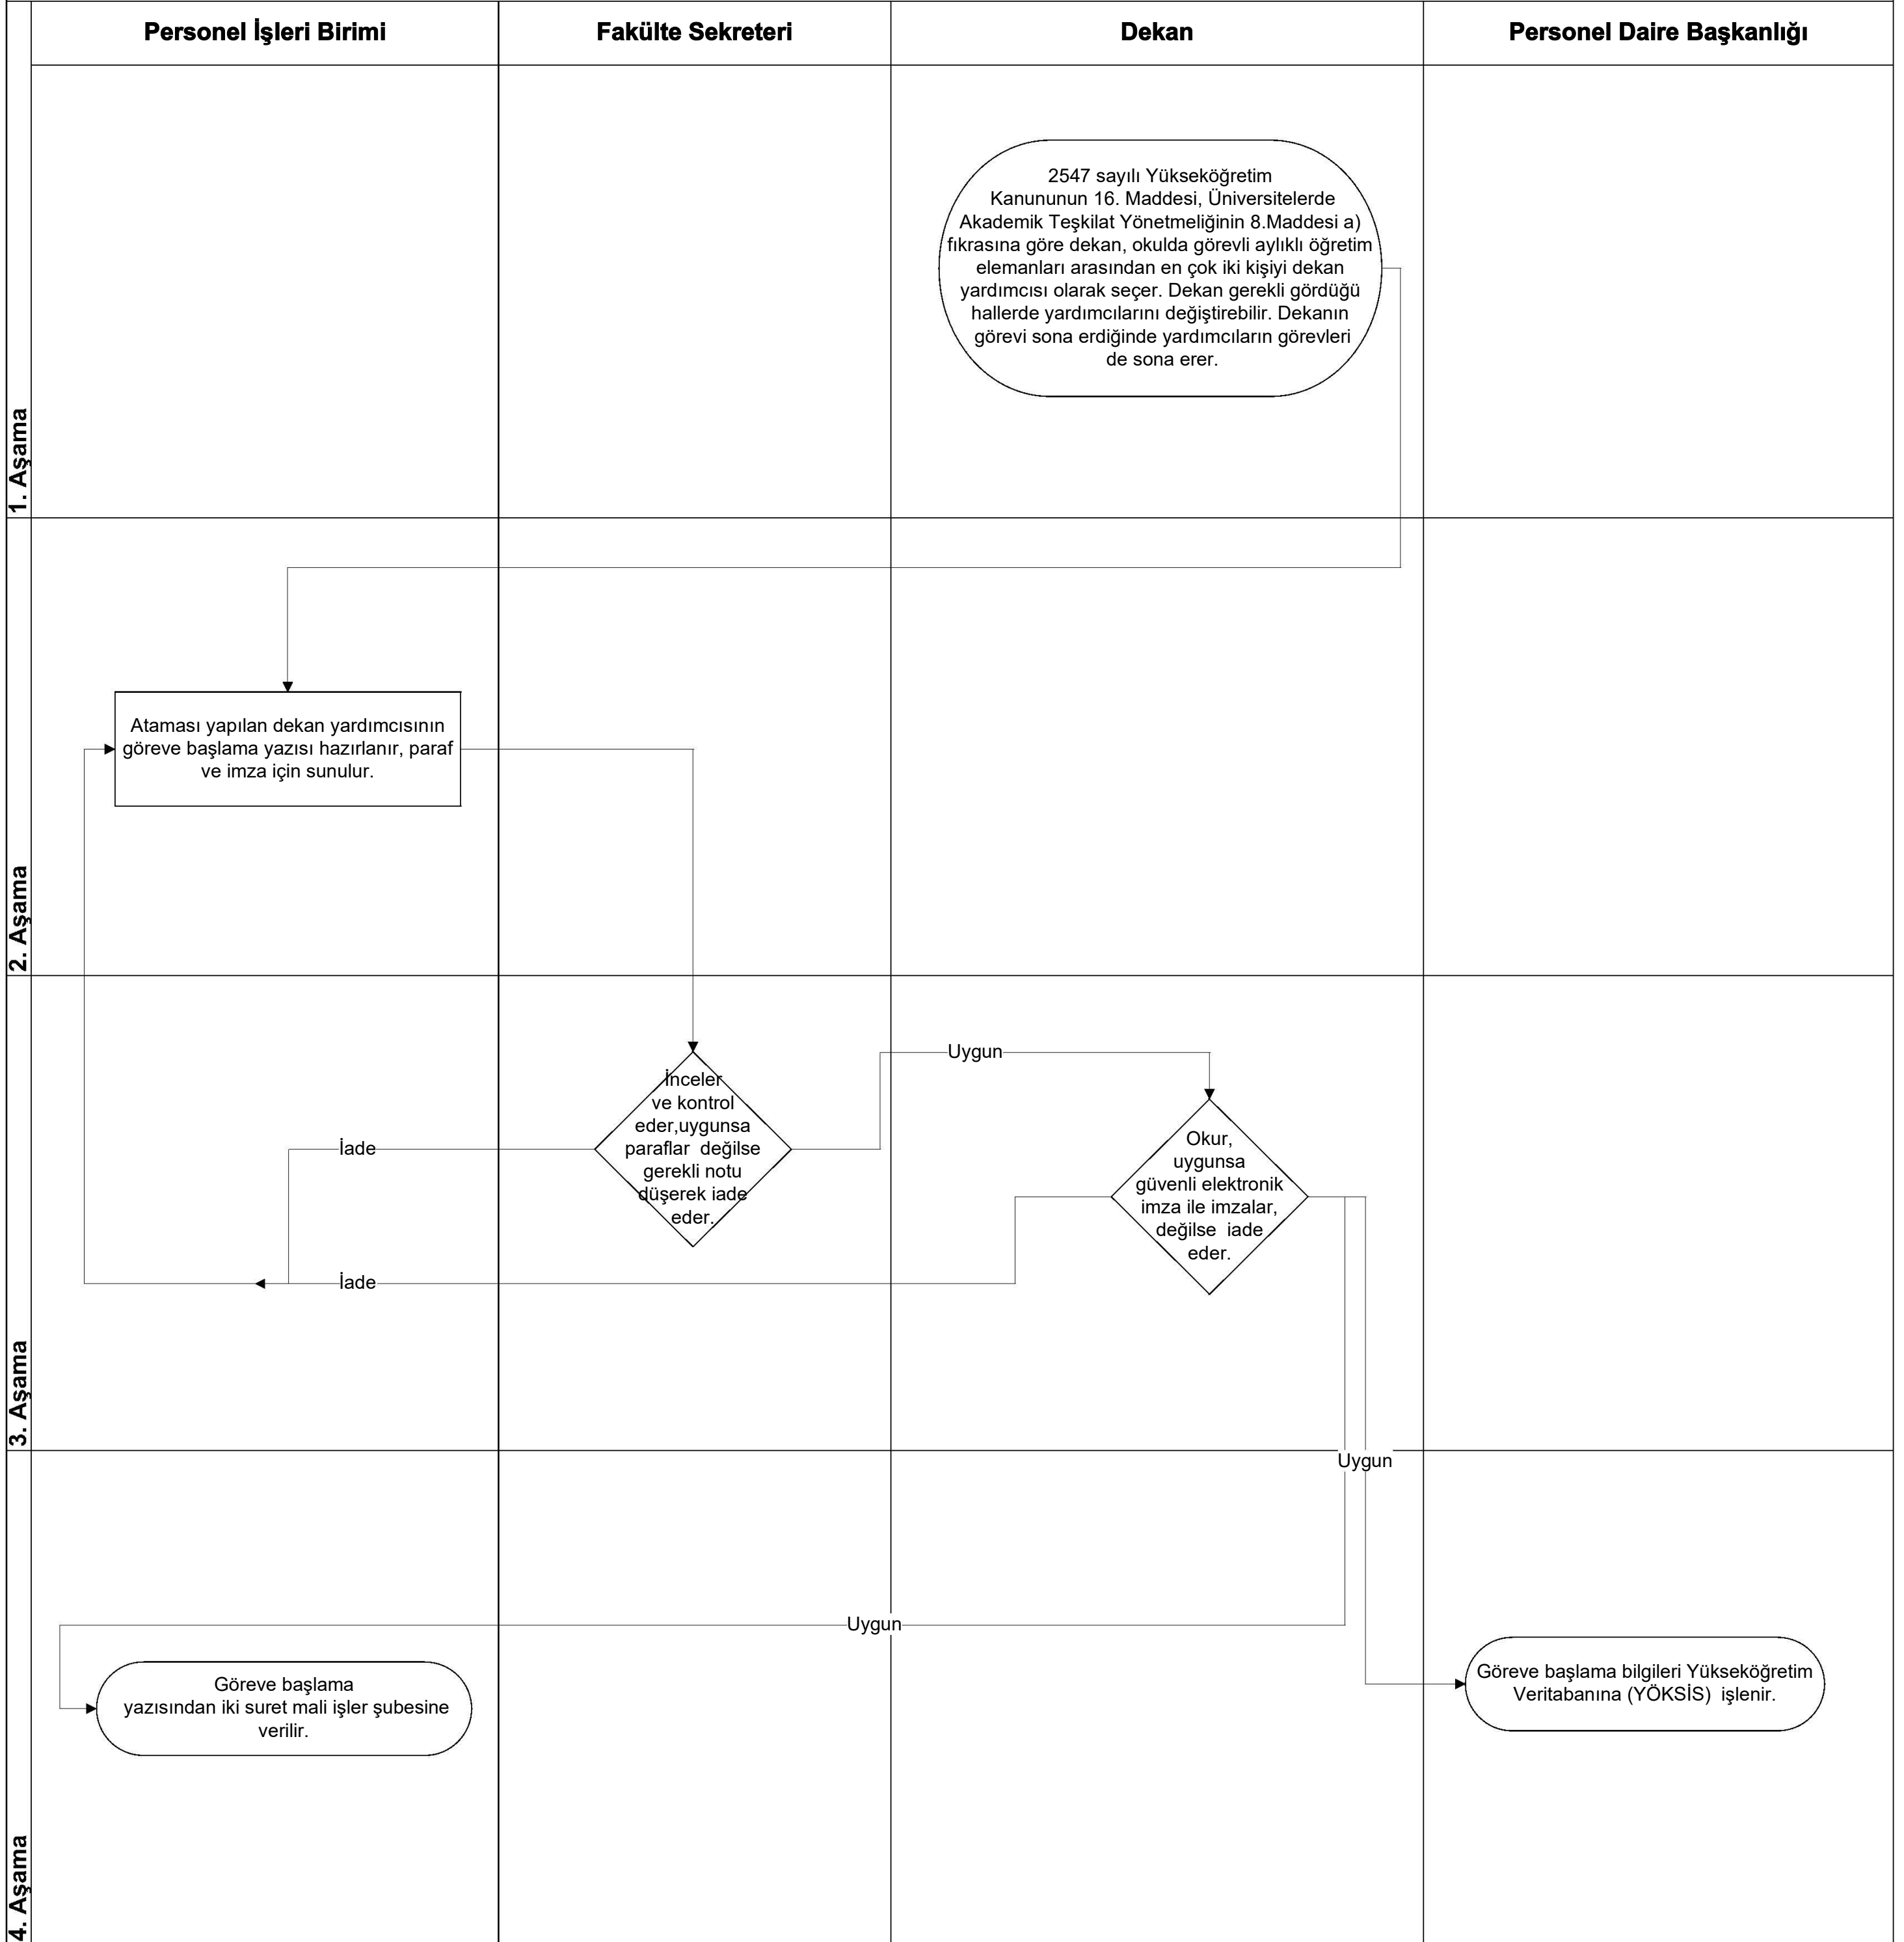 Personel İşleri Birimi
Fakülte Sekreteri
Dekan
Personel Daire Başkanlığı
1. Aşama
2547 sayılı Yükseköğretim
Kanununun 16. Maddesi, Üniversitelerde
Akademik Teşkilat Yönetmeliğinin 8.Maddesi a)
fıkrasına göre dekan, okulda görevli aylıklı öğretim
elemanları arasından en çok iki kişiyi dekan
yardımcısı olarak seçer. Dekan gerekli gördüğü
hallerde yardımcılarını değiştirebilir. Dekanın
görevi sona erdiğinde yardımcıların görevleri
de sona erer.
2. Aşama
Ataması yapılan dekan yardımcısının
göreve başlama yazısı hazırlanır, paraf
ve imza için sunulur.
3. Aşama
İnceler
ve kontrol
eder,uygunsa
paraflar  değilse
gerekli notu
düşerek iade
eder.
Uygun
İade
Okur,
uygunsa
güvenli elektronik
imza ile imzalar,
değilse  iade
eder.
İade
Uygun
4. Aşama
Uygun
Göreve başlama
yazısından iki suret mali işler şubesine
verilir.
Göreve başlama bilgileri Yükseköğretim
Veritabanına (YÖKSİS)  işlenir.